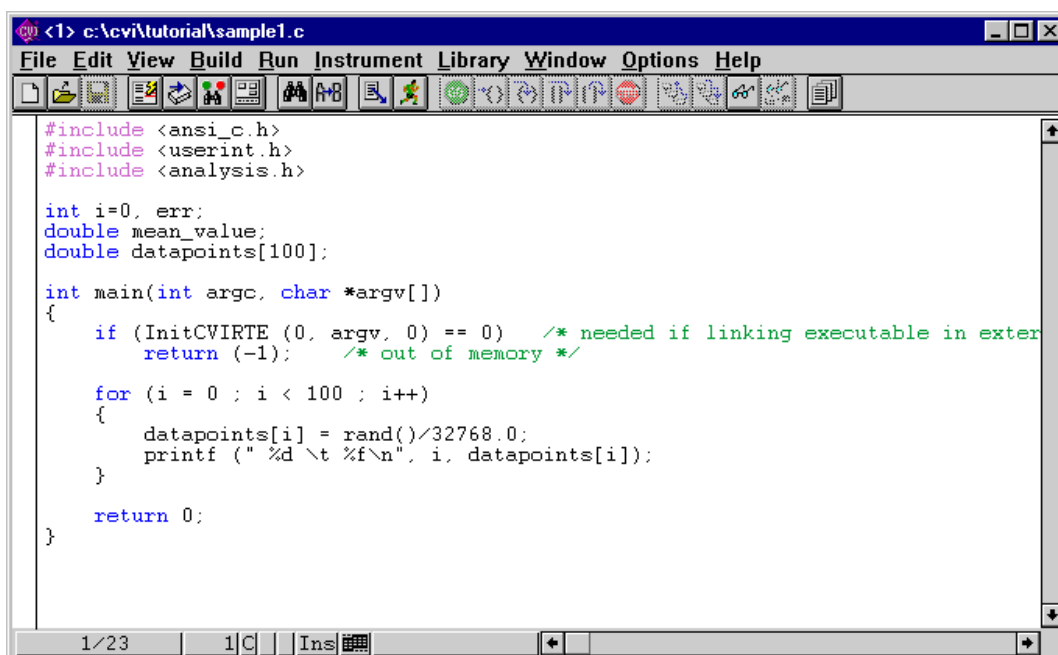 CVI <1> c:\cvi\tutorial\sample1.c
File Edit View Build Run Instrument Library Window Options Help
A→B
#include <ansi_c.h>
#include <userint.h>
#include <analysis.h>
int i=0, err;
double mean_value;
double datapoints[100];
int main(int argc, char *argv[])
{
if (InitCVIRTE (0, argv, 0) == 0) /* needed if linking executable in exter
return (-1); /* out of memory */
for (i = 0 ; i < 100 ; i++)
{
datapoints[i] = rand()/32768.0;
printf (" %d \t %f\n", i, datapoints[i]);
}
return 0;
}
1/23 1 C Ins